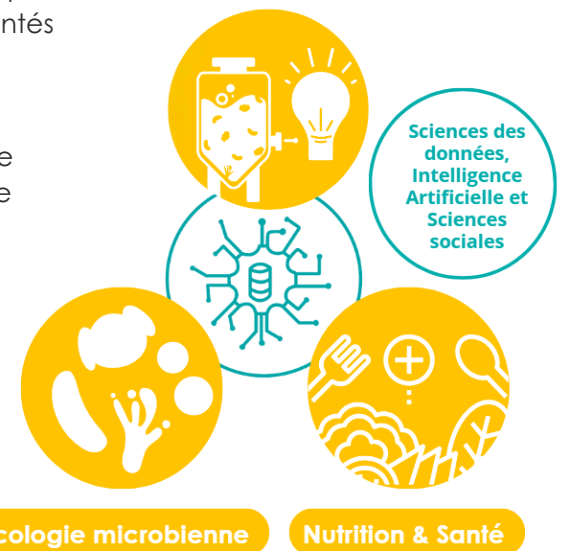 ntés
e
e
Sciences des
données,
Intelligence
Artificielle et
Sciences
sociales
cologie microbienne
Nutrition & Santé